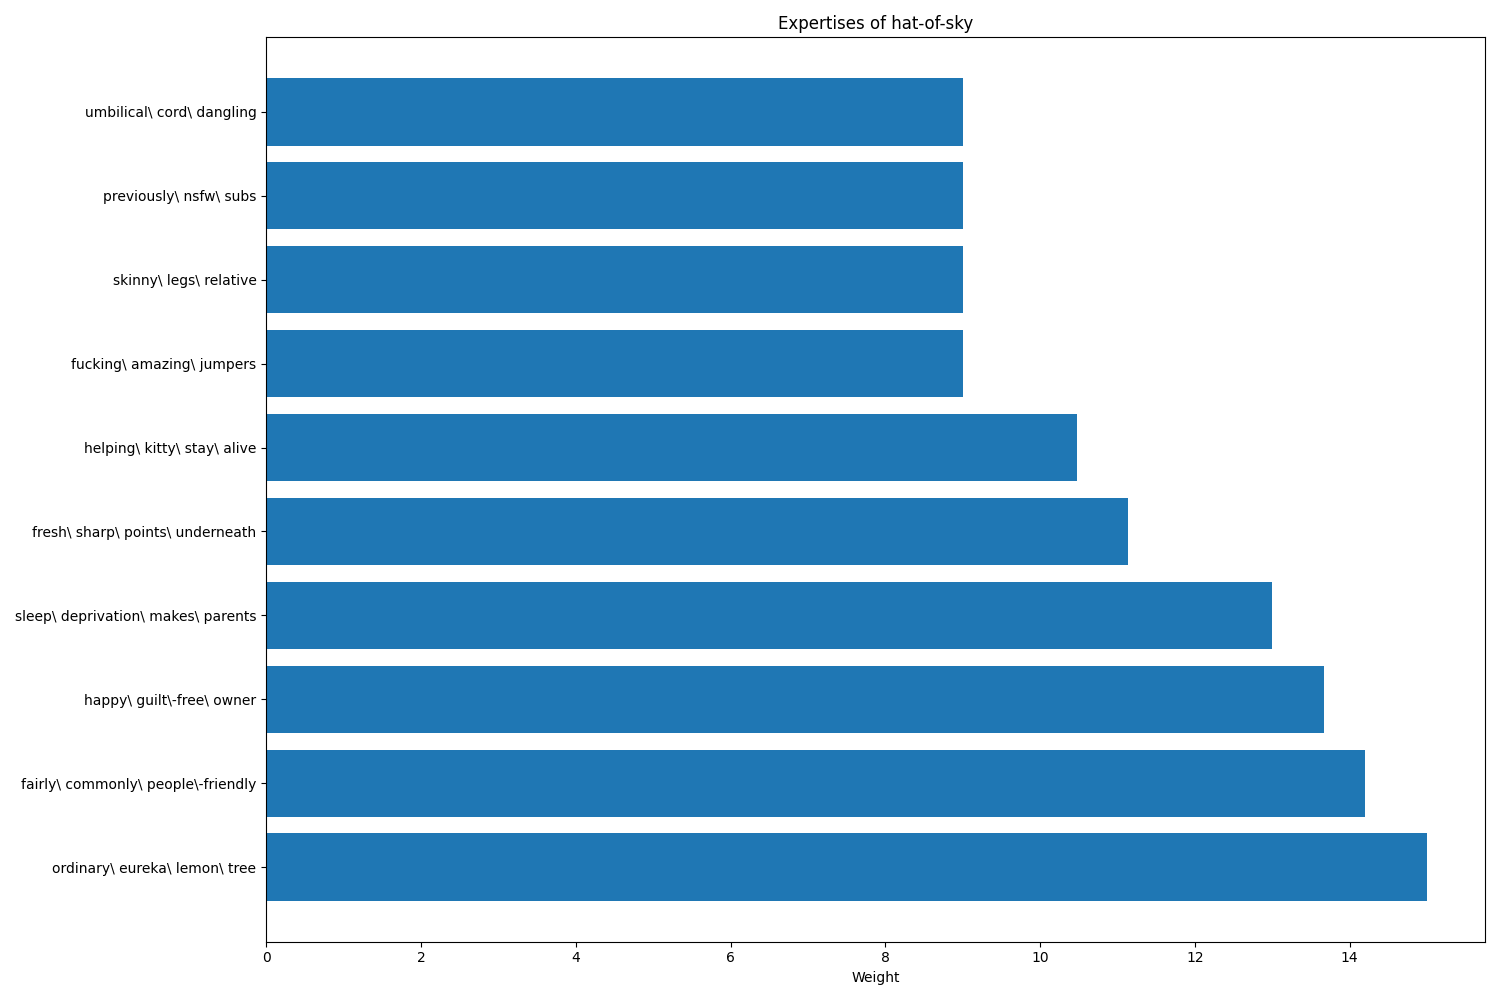 Expertises of hat-of-sky
umbilical\ cord\ dangling
previously\ nsfw\ subs
skinny\ legs\ relative
fucking\ amazing\ jumpers
helping\ kitty\ stay\ alive
fresh\ sharp\ points\ underneath
sleep\ deprivation\ makes\ parents
happy\ guilt\-free\ owner
fairly\ commonly\ people\-friendly
ordinary\ eureka\ lemon\ tree
0 2 4 6 8 10 12 14
Weight